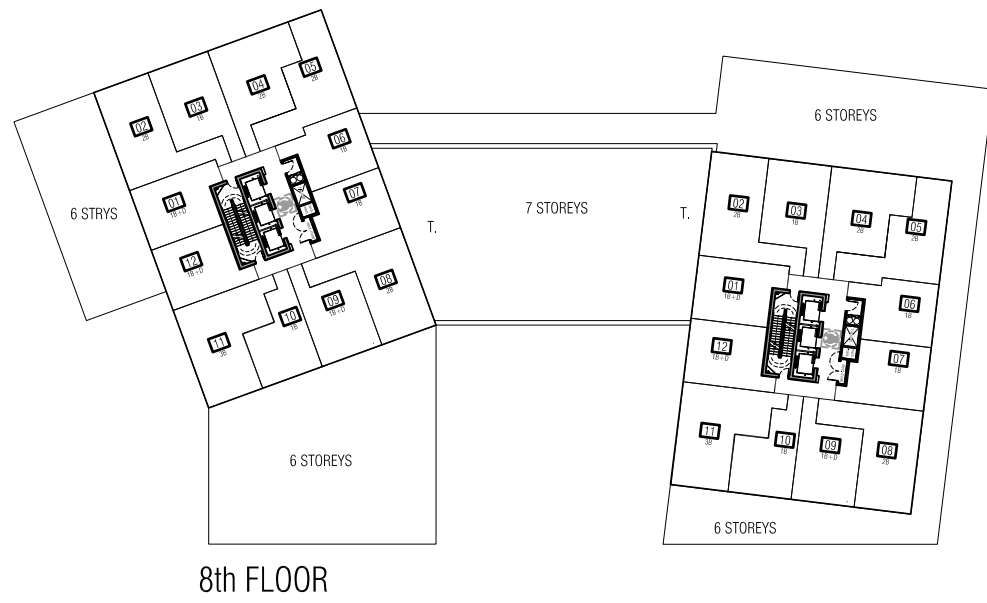 6 STRYS
02
2B
03
1B
04
2B
05
2B
01
1B+D
06
1B
12
1B+D
07
1B
11
3B
10
1B
09
1B+D
08
2B
6 STOREYS
T.
7 STOREYS
T.
6 STOREYS
02
2B
03
1B
04
2B
05
2B
01
1B+D
06
1B
12
1B+D
07
1B
11
3B
10
1B
09
1B+D
08
2B
6 STOREYS
8th FLOOR